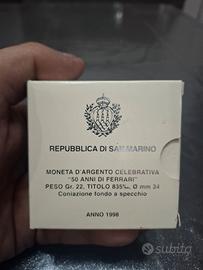 REPUBBLICA DI SAN MARINO
MONETA D'ARGENTO CELEBRATIVA
"50 ANNI DI FERRARI"
PESO Gr. 22, TITOLO 835‰, Ø mm 34
Coniazione fondo a specchio
ANNO 1998
subito